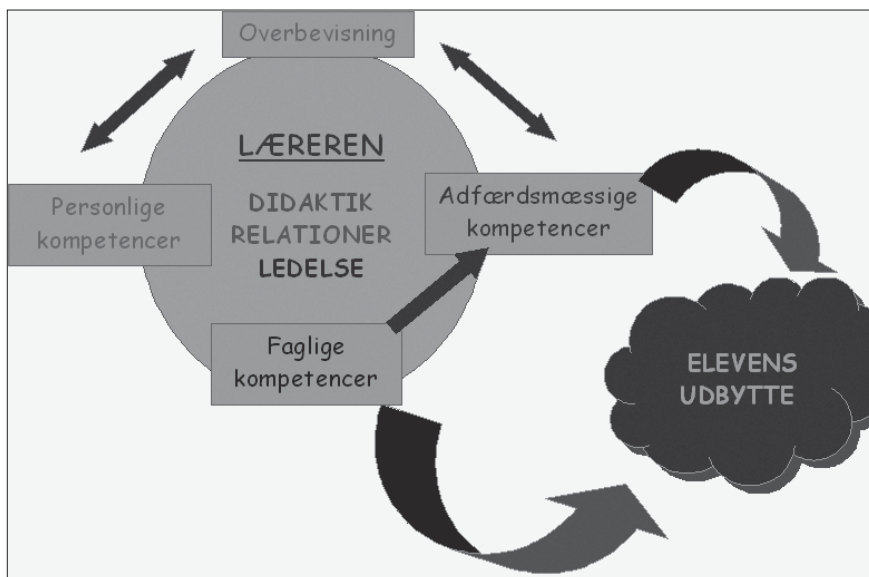 Overbevisning
LÆREREN
DIDAKTIK
RELATIONER
LEDELSE
Personlige
kompetencer
Adfærdsmæssige
kompetencer
Faglige
kompetencer
ELEVENS
UDBYTTE